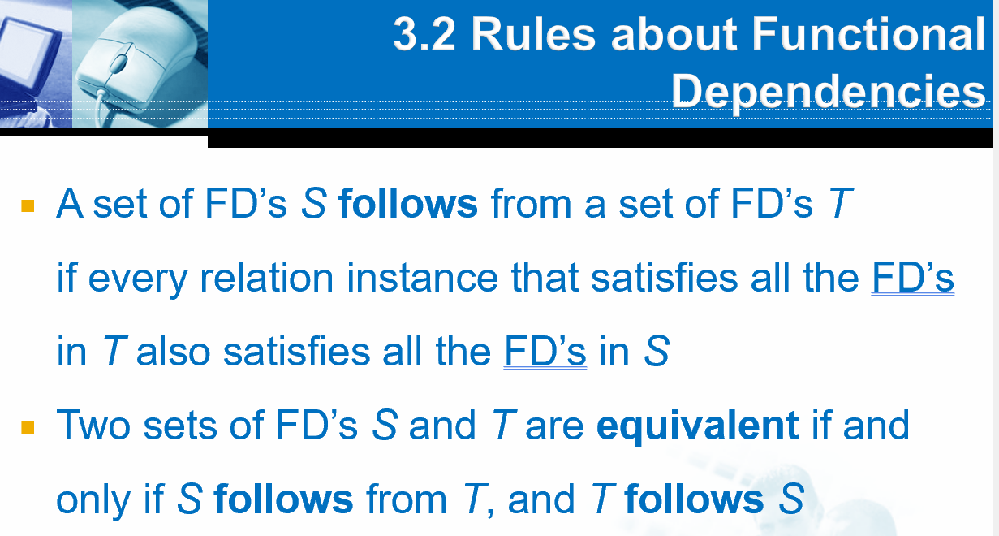 3.2 Rules about Functional
Dependencies
A set of FD’s S follows from a set of FD’s T
if every relation instance that satisfies all the FD’s
in T also satisfies all the FD’s in S
Two sets of FD’s S and T are equivalent if and
only if S follows from T, and T follows S